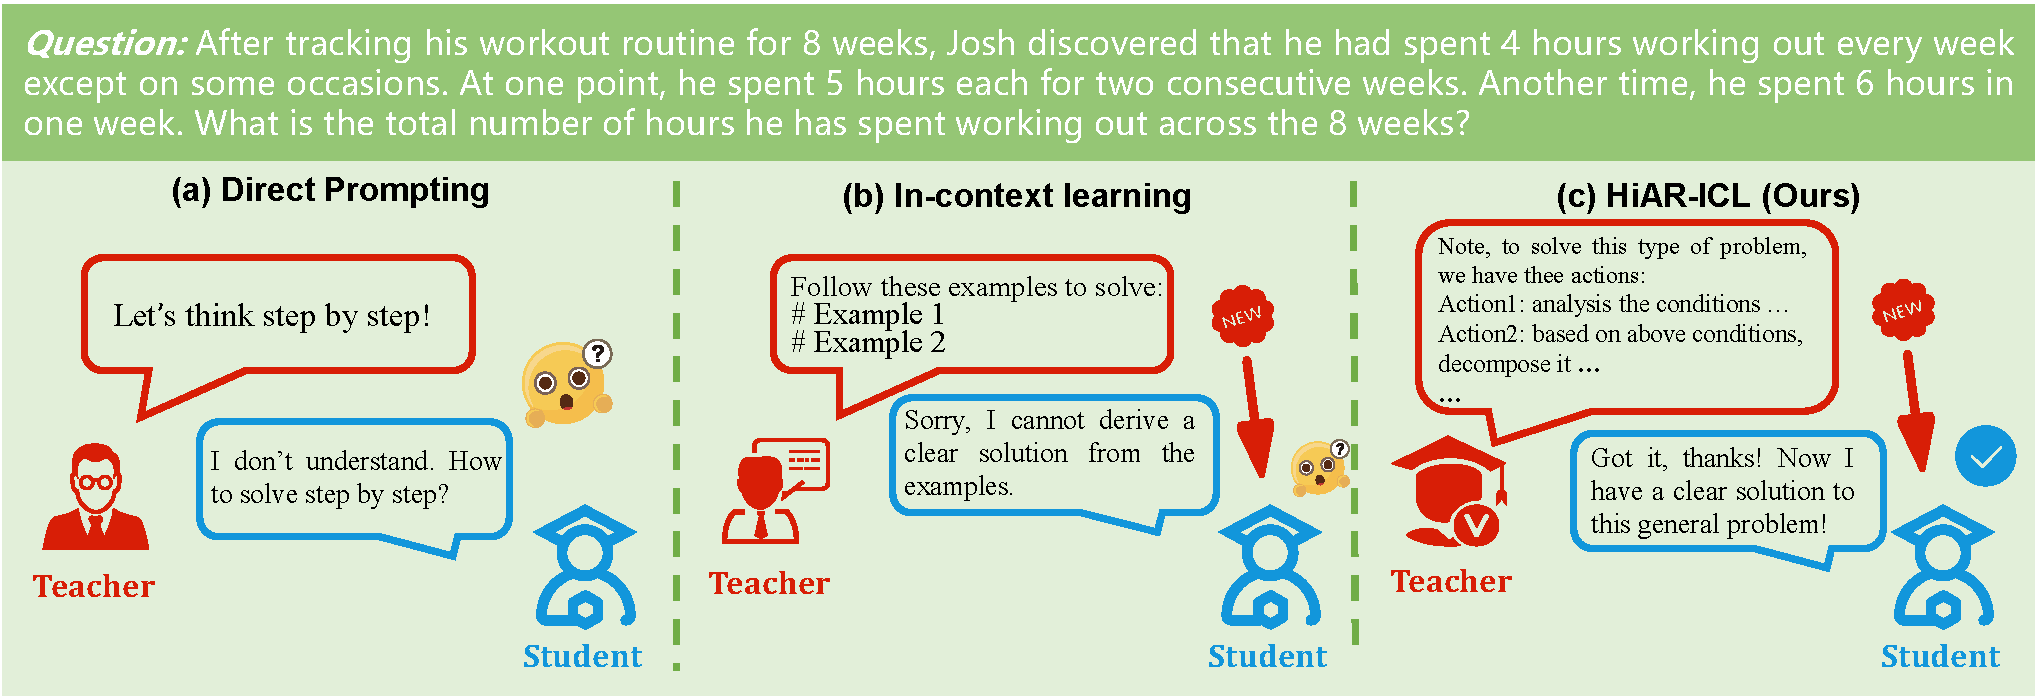 Question: After tracking his workout routine for 8 weeks, Josh discovered that he had spent 4 hours working out every week
except on some occasions. At one point, he spent 5 hours each for two consecutive weeks. Another time, he spent 6 hours in
one week. What is the total number of hours he has spent working out across the 8 weeks?
(a) Direct Prompting
Let's think step by step!
?
I don't understand. How
to solve step by step?
Teacher
Student
(b) In-context learning
Follow these examples to solve:
# Example 1
# Example 2
NEW
Sorry, I cannot derive a
clear solution from the
examples.
?
Teacher
Student
(c) HiAR-ICL (Ours)
Note, to solve this type of problem,
we have thee actions:
Action1: analysis the conditions ...
Action2: based on above conditions,
decompose it ...
...
NEW
Got it, thanks! Now I
have a clear solution to
this general problem!
V
Teacher
Student